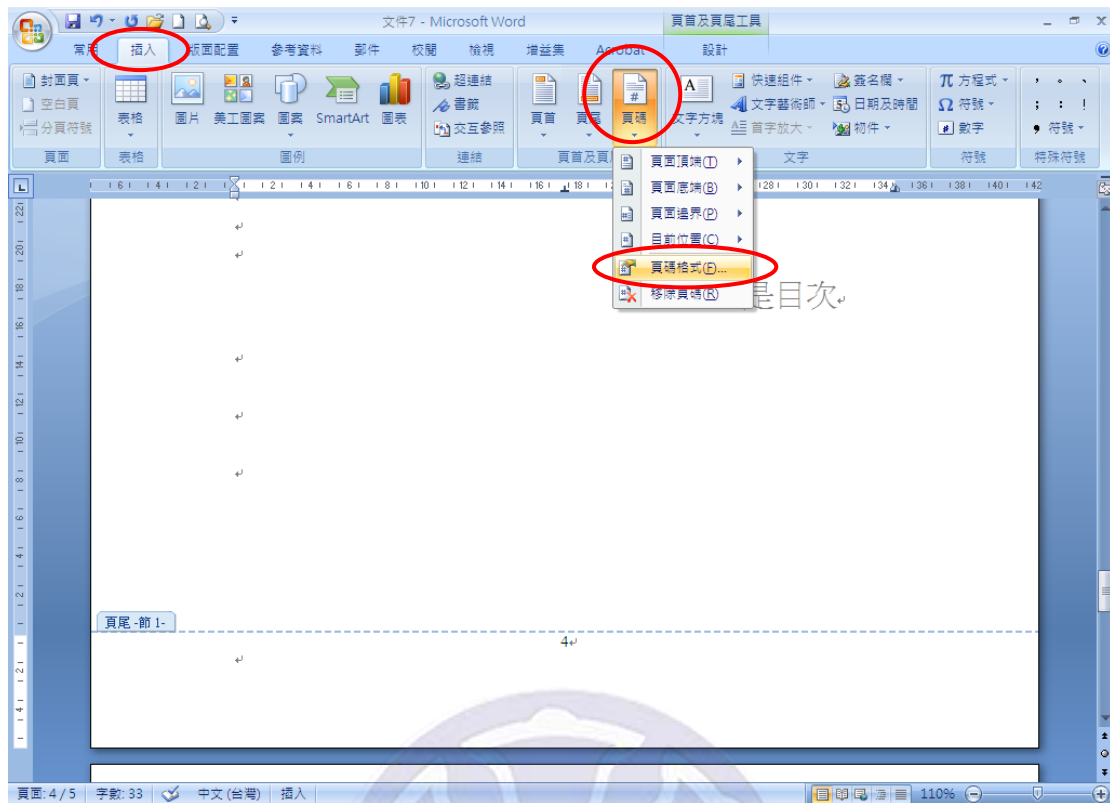 文件7 - Microsoft Word
頁首及頁尾工具
常用 插入 版面配置 參考資料 郵件 校閱 檢視 增益集 Acrobat 設計
封面頁
空白頁
分頁符號
頁面
表格
表格
圖片 美工圖案 圖案 SmartArt 圖表
圖例
超連結
書籤
交互參照
連結
頁首 頁尾 頁碼
頁首及頁
文字方塊
快速組件
文字藝術師
首字放大
簽名欄
日期及時間
物件
文字
π 方程式
Ω 符號
# 數字
符號
, 。 、
; : !
, 符號
特殊符號
頁面頂端(T)
頁面底端(B)
頁面邊界(P)
目前位置(C)
頁碼格式(F)...
移除頁碼(R)
是目次
頁尾 -節 1-
4
頁面: 4 / 5 字數: 33 中文 (台灣) 插入 110%